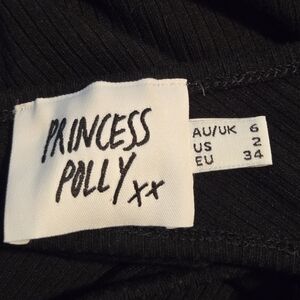 PRINCESS
POLLY xx
AU/UK 6
US 2
EU 34